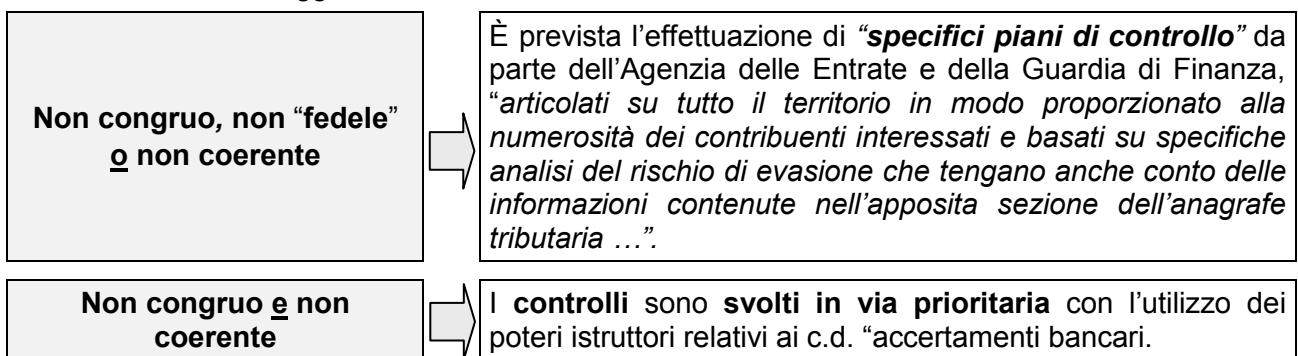 Non congruo, non "fedele"
o non coerente
È prevista l'effettuazione di "specifici piani di controllo" da
parte dell'Agenzia delle Entrate e della Guardia di Finanza,
"articolati su tutto il territorio in modo proporzionato alla
numerosità dei contribuenti interessati e basati su specifiche
analisi del rischio di evasione che tengano anche conto delle
informazioni contenute nell'apposita sezione dell'anagrafe
tributaria …".
Non congruo e non
coerente
I controlli sono svolti in via prioritaria con l'utilizzo dei
poteri istruttori relativi ai c.d. "accertamenti bancari.